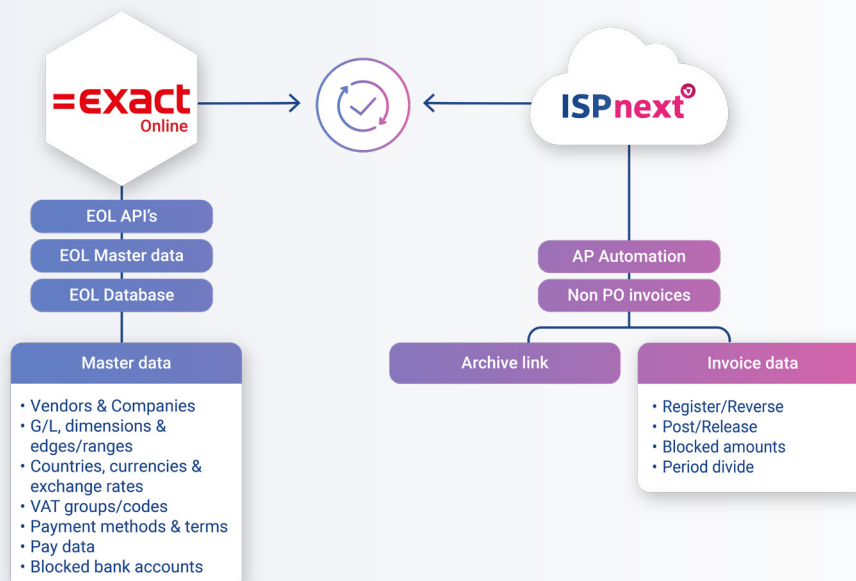 =exact
Online
ISPnext
EOL API's
EOL Master data
EOL Database
AP Automation
Non PO invoices
Master data
• Vendors & Companies
• G/L, dimensions &
edges/ranges
• Countries, currencies &
exchange rates
• VAT groups/codes
• Payment methods & terms
• Pay data
• Blocked bank accounts
Archive link
Invoice data
• Register/Reverse
• Post/Release
• Blocked amounts
• Period divide